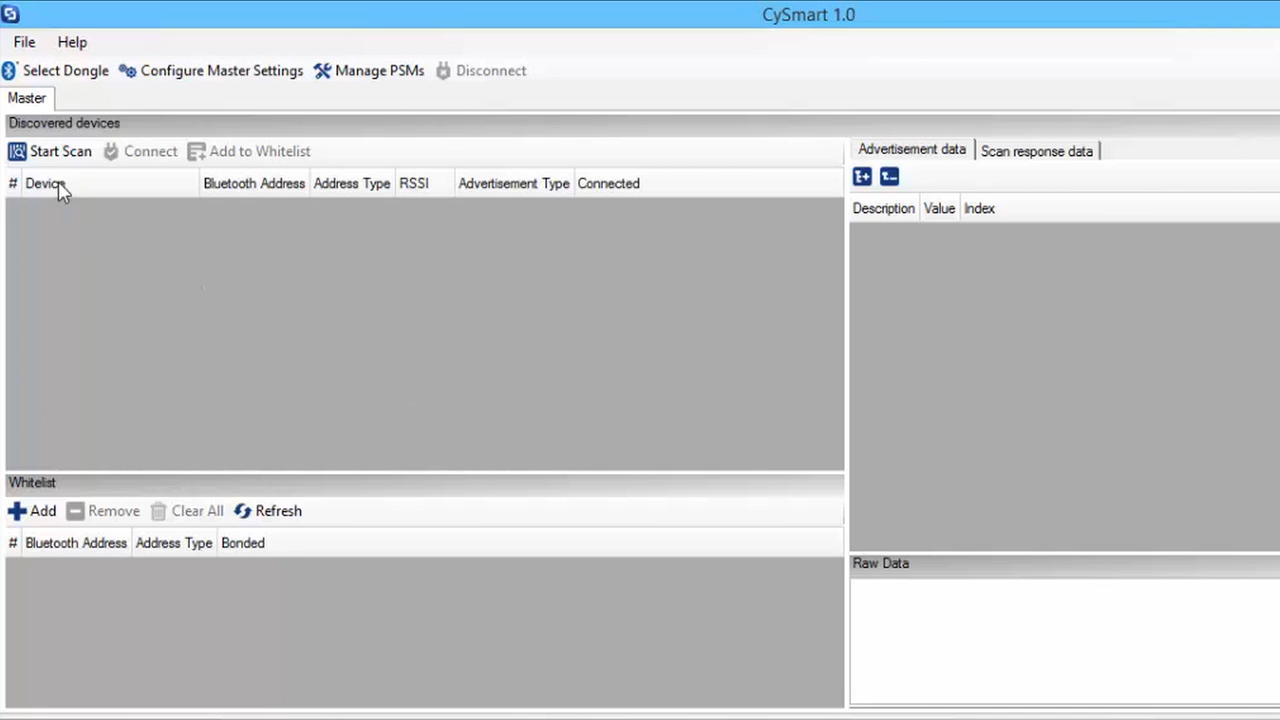 CySmart 1.0
File Help
Select Dongle Configure Master Settings Manage PSMs Disconnect
Master
Discovered devices
Start Scan Connect Add to Whitelist
# Device Bluetooth Address Address Type RSSI Advertisement Type Connected
Advertisement data Scan response data
Description Value Index
Whitelist
Add Remove Clear All Refresh
# Bluetooth Address Address Type Bonded
Raw Data